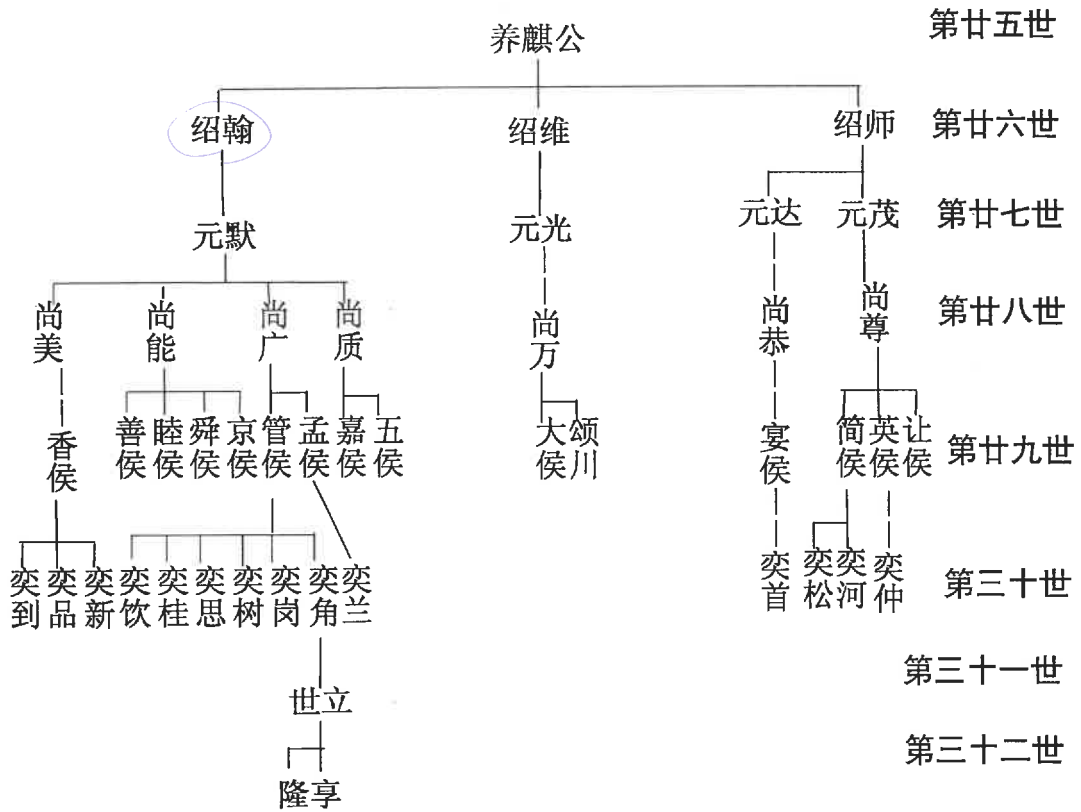 养麒公 第廿五世
绍翰 绍维 绍师 第廿六世
元默 元光 元达 元茂 第廿七世
尚美 尚能 尚广 尚质 尚万 尚恭 尚尊 第廿八世
香侯 善侯 睦侯 舜侯 京侯 管侯 孟侯 嘉侯 五侯 大侯 颂川 宴侯 简侯 英侯 让侯 第廿九世
奕到 奕品 奕新 奕饮 奕桂 奕思 奕树 奕岗 奕角 奕兰 奕首 奕松 奕河 奕仲 第三十世
第三十一世
世立
第三十二世
隆享